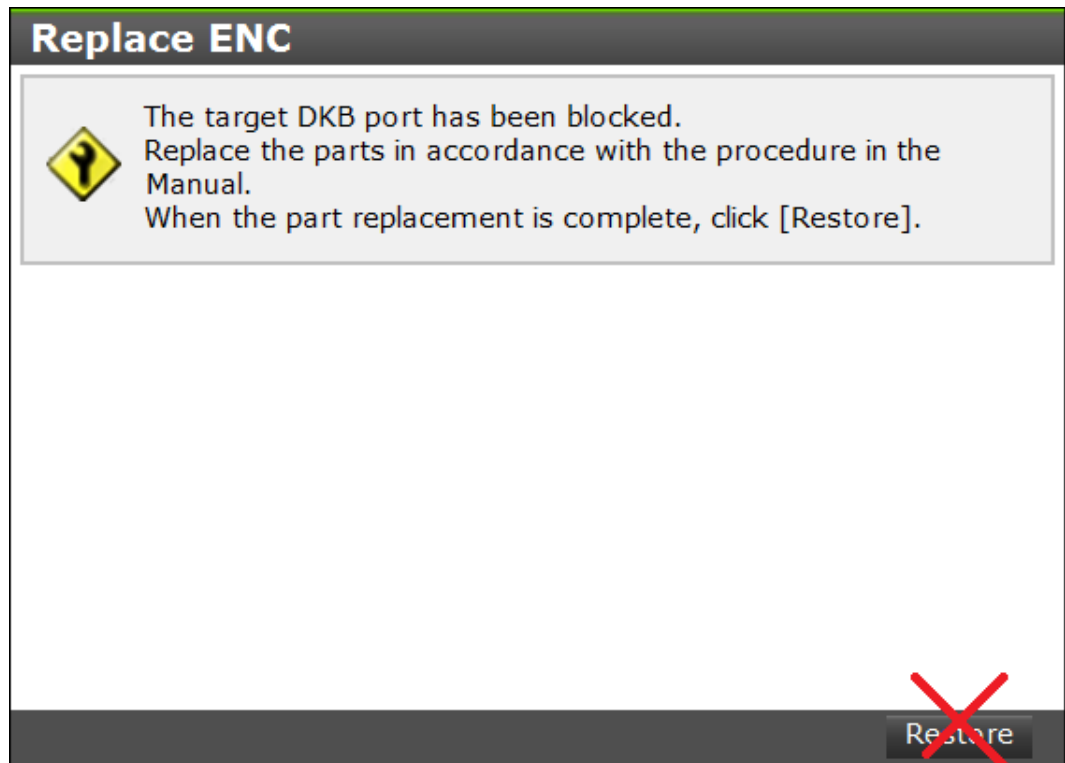 Replace ENC
The target DKB port has been blocked.
Replace the parts in accordance with the procedure in the
Manual.
When the part replacement is complete, click [Restore].
Restore